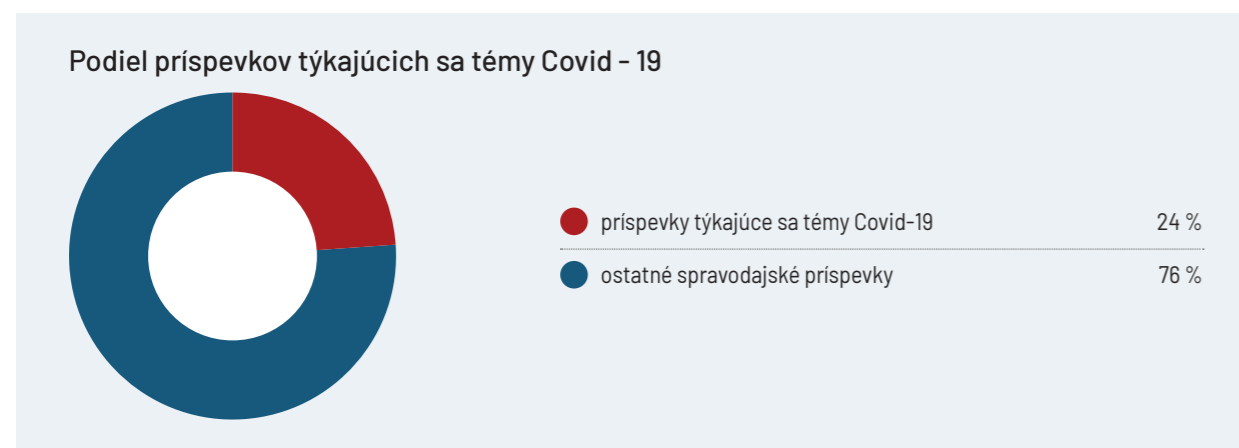 Podiel príspevkov týkajúcich sa témy Covid - 19
príspevky týkajúce sa témy Covid-19 24 %
ostatné spravodajské príspevky 76 %